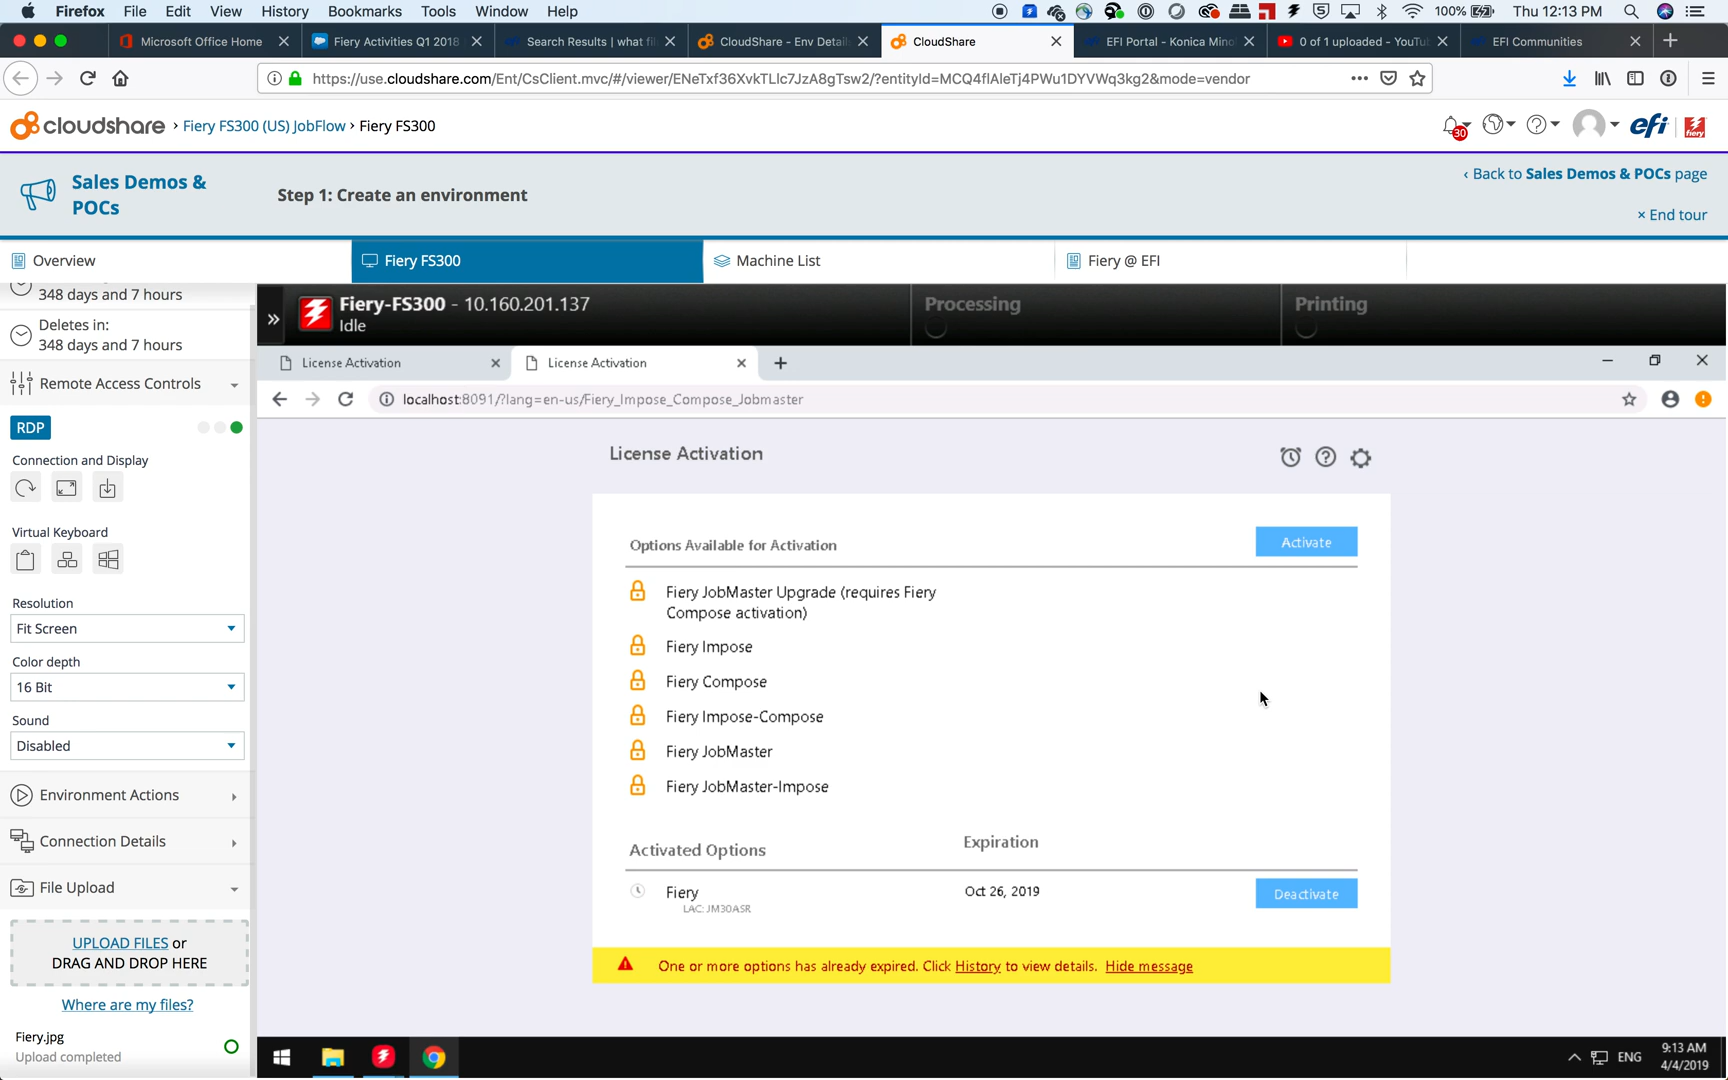 Firefox File Edit View History Bookmarks Tools Window Help 100% Thu 12:13 PM
Microsoft Office Home Fiery Activities Q1 2018 Search Results | what fi CloudShare - Env Detail CloudShare EFI Portal - Konica Mino 0 of 1 uploaded - YouTu EFI Communities
https://use.cloudshare.com/Ent/CsClient.mvc/#/viewer/ENeTxf36XvkTLlc7JzA8gTsw2/?entityId=MCQ4flAleTj4PWu1DYVWq3kg2&mode=vendor
cloudshare › Fiery FS300 (US) JobFlow › Fiery FS300 30 efi fiery
Sales Demos & POCs
Step 1: Create an environment
‹ Back to Sales Demos & POCs page
× End tour
Overview Fiery FS300 Machine List Fiery @ EFI
348 days and 7 hours
Deletes in:
348 days and 7 hours
Remote Access Controls
RDP
Connection and Display
Virtual Keyboard
Resolution
Fit Screen
Color depth
16 Bit
Sound
Disabled
Environment Actions
Connection Details
File Upload
UPLOAD FILES or
DRAG AND DROP HERE
Where are my files?
Fiery.jpg
Upload completed
» Fiery-FS300 - 10.160.201.137 Processing Printing
Idle
License Activation License Activation
localhost:8091/?lang=en-us/Fiery_Impose_Compose_Jobmaster
License Activation
Options Available for Activation Activate
Fiery JobMaster Upgrade (requires Fiery
Compose activation)
Fiery Impose
Fiery Compose
Fiery Impose-Compose
Fiery JobMaster
Fiery JobMaster-Impose
Activated Options Expiration
Fiery Oct 26, 2019 Deactivate
LAC: JM30ASR
One or more options has already expired. Click History to view details. Hide message
ENG 9:13 AM
4/4/2019